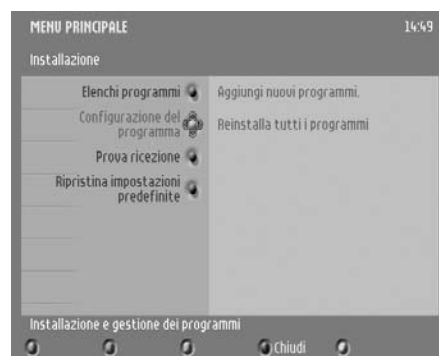 MENU PRINCIPALE 14:49
Installazione
Elenchi programmi
Aggiungi nuovi programmi.
Configurazione del
programma
Reinstalla tutti i programmi
Prova ricezione
Ripristina impostazioni
predefinite
Installazione e gestione dei programmi
Chiudi